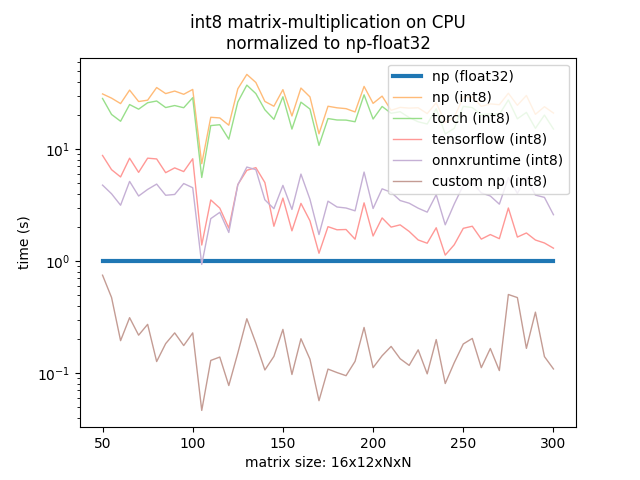 int8 matrix-multiplication on CPU
normalized to np-float32
np (float32)
np (int8)
torch (int8)
tensorflow (int8)
onnxruntime (int8)
custom np (int8)
time (s)
10¹
10⁰
10⁻¹
50 100 150 200 250 300
matrix size: 16x12xNxN